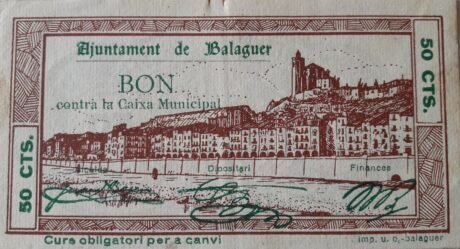 Ajuntament de Balaguer
BON
contra la Caixa Municipal
50 CTS.
50 CTS.
Alcalde Dipositari Finances
Curs obligatori per a canvi
imp. u. o,-balaguer